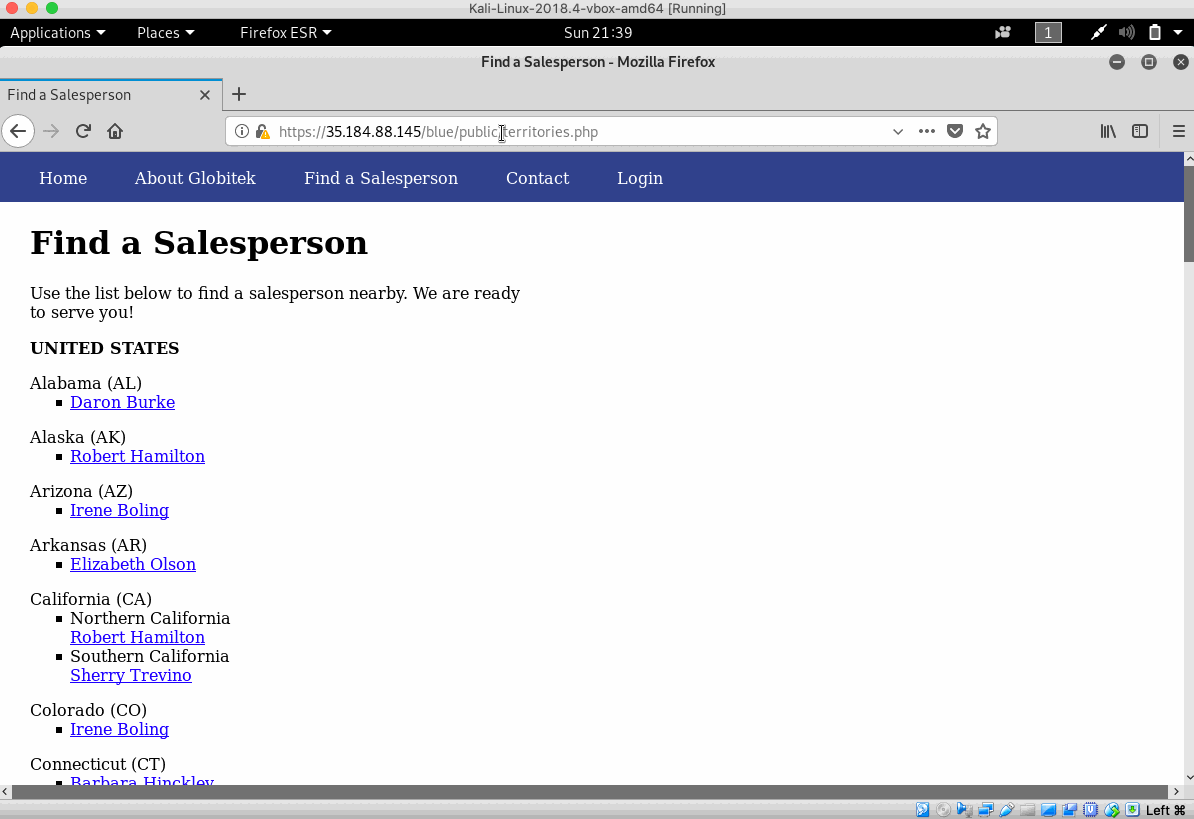 Kali-Linux-2018.4-vbox-amd64 [Running]
Applications Places Firefox ESR Sun 21:39 1
Find a Salesperson - Mozilla Firefox
Find a Salesperson
https://35.184.88.145/blue/public/territories.php
Home About Globitek Find a Salesperson Contact Login
Find a Salesperson
Use the list below to find a salesperson nearby. We are ready
to serve you!
UNITED STATES
Alabama (AL)
Daron Burke
Alaska (AK)
Robert Hamilton
Arizona (AZ)
Irene Boling
Arkansas (AR)
Elizabeth Olson
California (CA)
Northern California
Robert Hamilton
Southern California
Sherry Trevino
Colorado (CO)
Irene Boling
Connecticut (CT)
Barbara Hinckley
Left ⌘